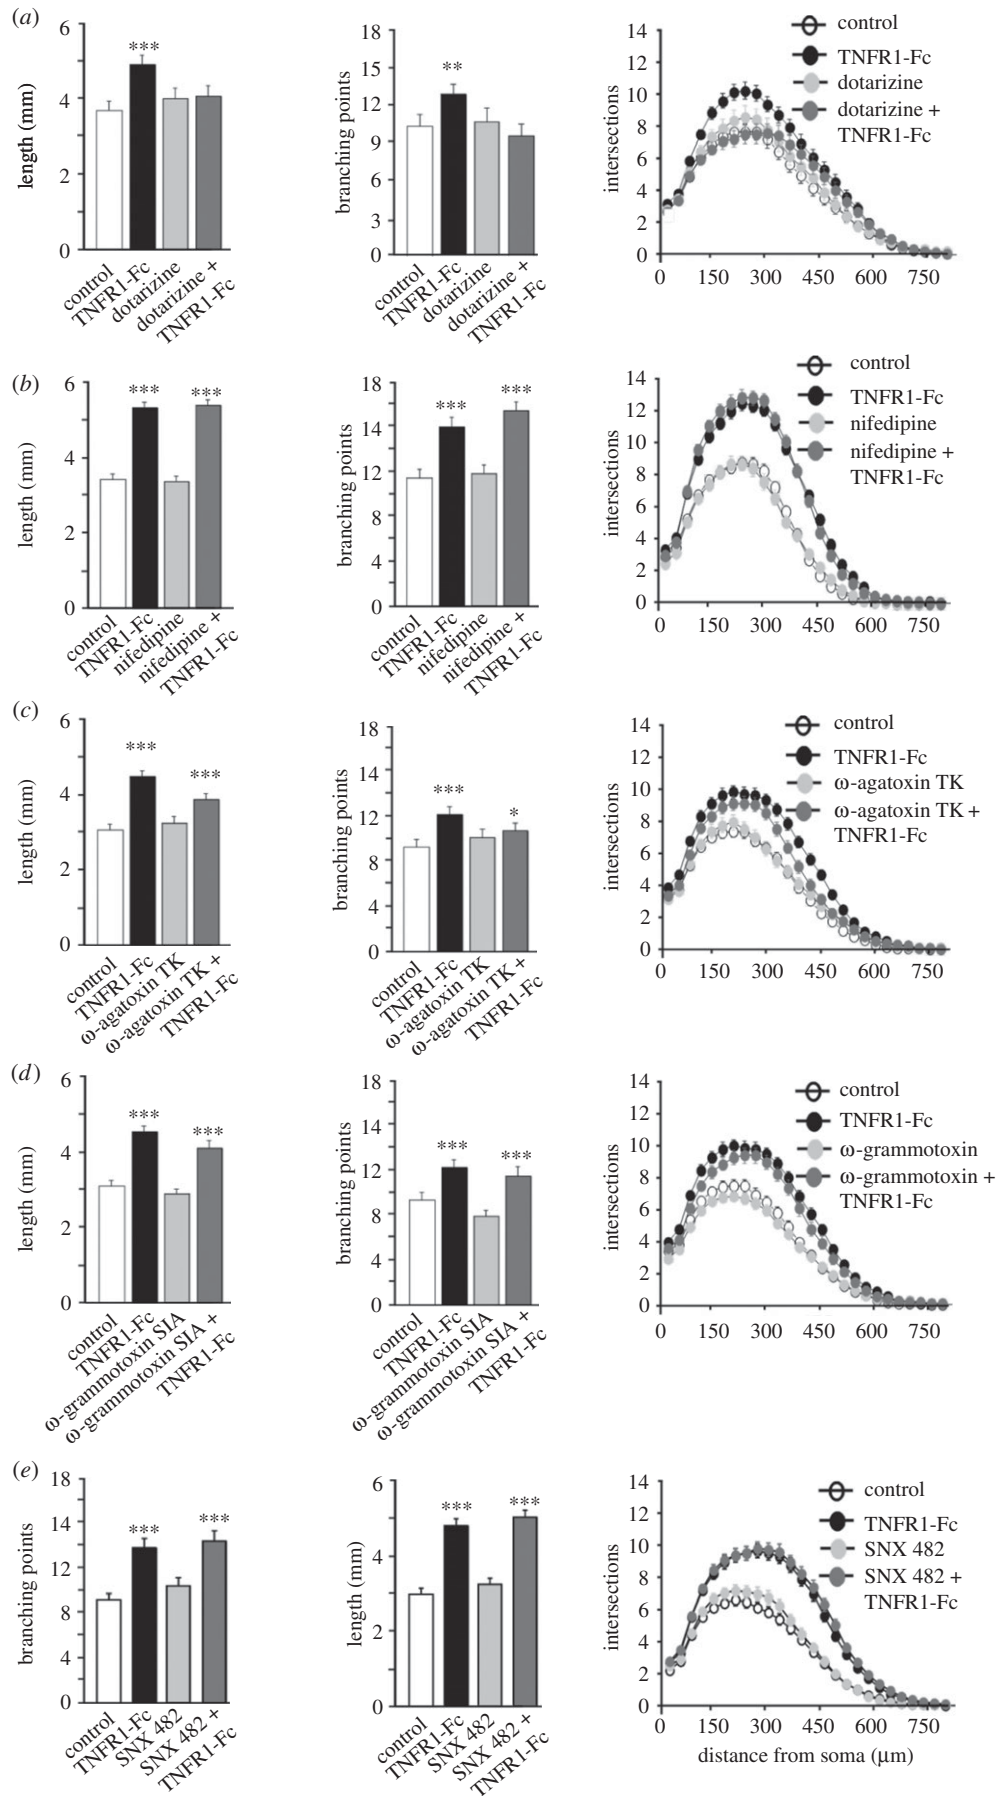 (a)
6
4
2
0
length (mm)
***
control
TNFR1-Fc
dotarizine
dotarizine +
TNFR1-Fc
18
15
12
9
6
3
0
branching points
**
control
TNFR1-Fc
dotarizine
dotarizine +
TNFR1-Fc
14
12
10
8
6
4
2
0
intersections
control
TNFR1-Fc
dotarizine
dotarizine +
TNFR1-Fc
0 150 300 450 600 750
(b)
6
4
2
0
length (mm)
*** ***
control
TNFR1-Fc
nifedipine
nifedipine +
TNFR1-Fc
18
14
12
8
4
0
branching points
*** ***
control
TNFR1-Fc
nifedipine
nifedipine +
TNFR1-Fc
14
12
10
8
6
4
2
0
intersections
control
TNFR1-Fc
nifedipine
nifedipine +
TNFR1-Fc
0 150 300 450 600 750
(c)
6
4
2
0
length (mm)
*** ***
control
TNFR1-Fc
ω-agatoxin TK
ω-agatoxin TK +
TNFR1-Fc
18
14
12
8
4
0
branching points
*** *
control
TNFR1-Fc
ω-agatoxin TK
ω-agatoxin TK +
TNFR1-Fc
14
12
10
8
6
4
2
0
intersections
control
TNFR1-Fc
ω-agatoxin TK
ω-agatoxin TK +
TNFR1-Fc
0 150 300 450 600 750
(d)
6
4
2
0
length (mm)
*** ***
control
TNFR1-Fc
ω-grammotoxin SIA
ω-grammotoxin SIA +
TNFR1-Fc
18
14
12
8
4
0
branching points
*** ***
control
TNFR1-Fc
ω-grammotoxin SIA
ω-grammotoxin SIA +
TNFR1-Fc
14
12
10
8
6
4
2
0
intersections
control
TNFR1-Fc
ω-grammotoxin
ω-grammotoxin +
TNFR1-Fc
0 150 300 450 600 750
(e)
18
14
12
8
4
0
branching points
*** ***
control
TNFR1-Fc
SNX 482
SNX 482 +
TNFR1-Fc
6
4
2
0
length (mm)
*** ***
control
TNFR1-Fc
SNX 482
SNX 482 +
TNFR1-Fc
14
12
10
8
6
4
2
0
intersections
control
TNFR1-Fc
SNX 482
SNX 482 +
TNFR1-Fc
0 150 300 450 600 750
distance from soma (μm)